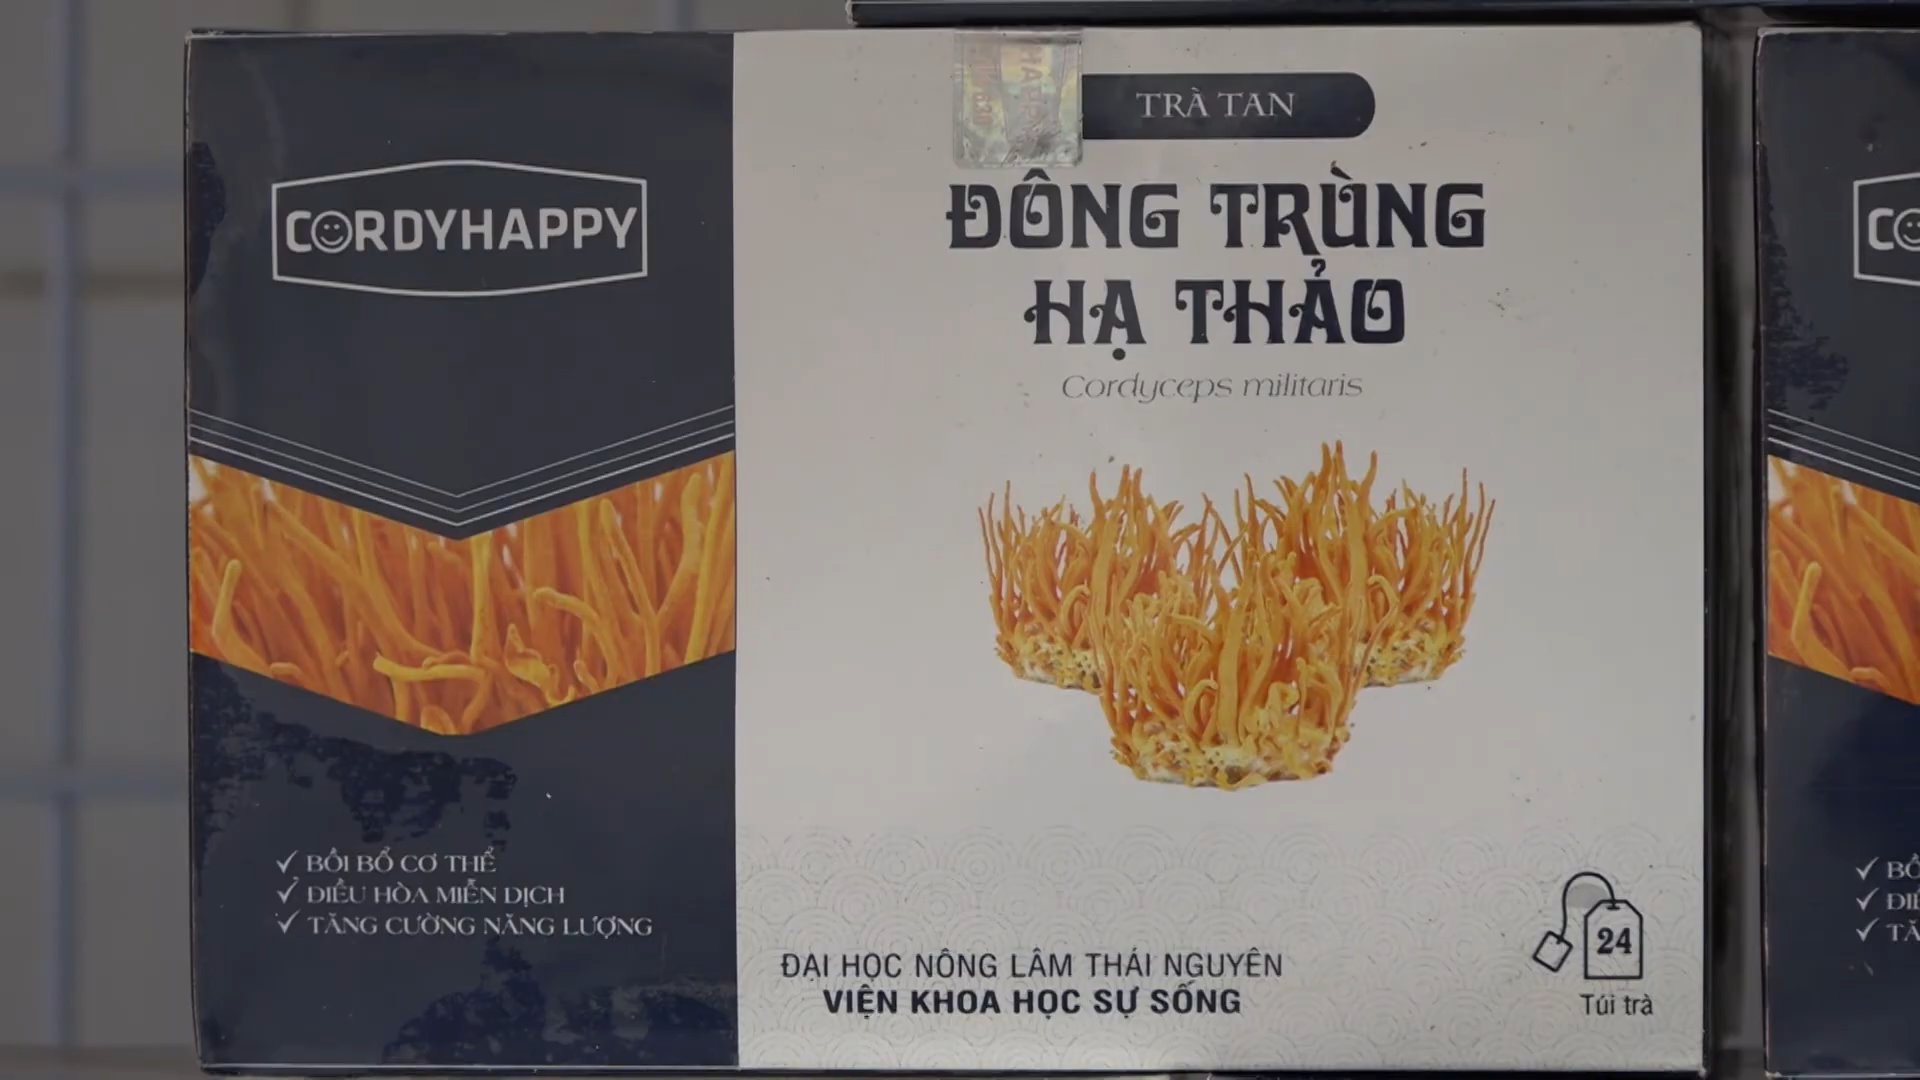 CORDYHAPPY
✓ BỒI BỔ CƠ THỂ
✓ ĐIỀU HÒA MIỄN DỊCH
✓ TĂNG CƯỜNG NĂNG LƯỢNG
TRÀ TAN
ĐÔNG TRÙNG
HẠ THẢO
Cordyceps militaris
ĐẠI HỌC NÔNG LÂM THÁI NGUYÊN
VIỆN KHOA HỌC SỰ SỐNG
24
Túi trà